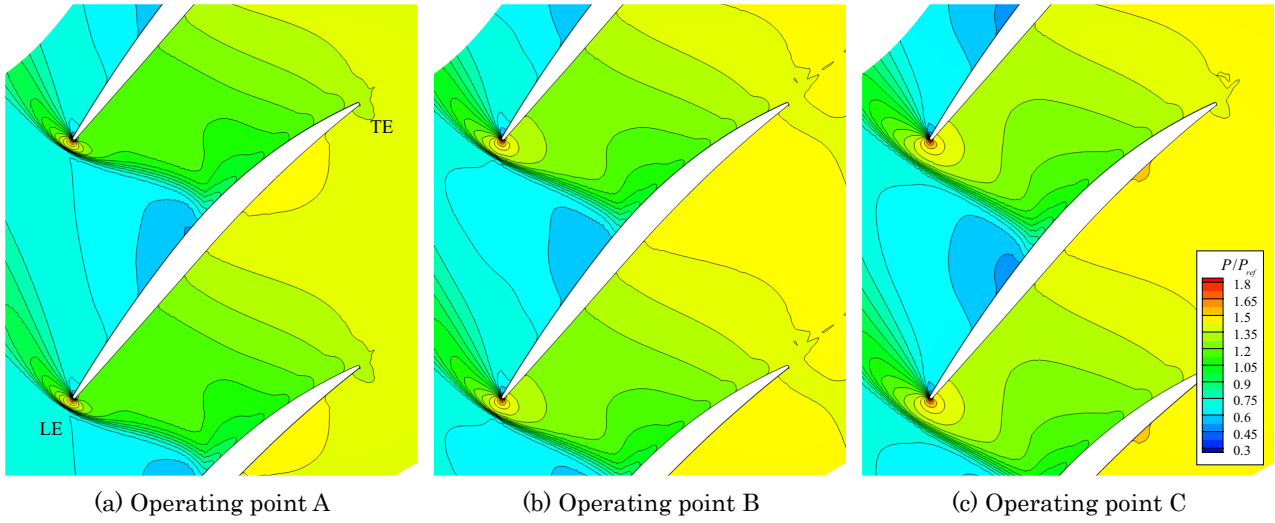 TE
LE
P/P_ref
1.8
1.65
1.5
1.35
1.2
1.05
0.9
0.75
0.6
0.45
0.3
(a) Operating point A
(b) Operating point B
(c) Operating point C